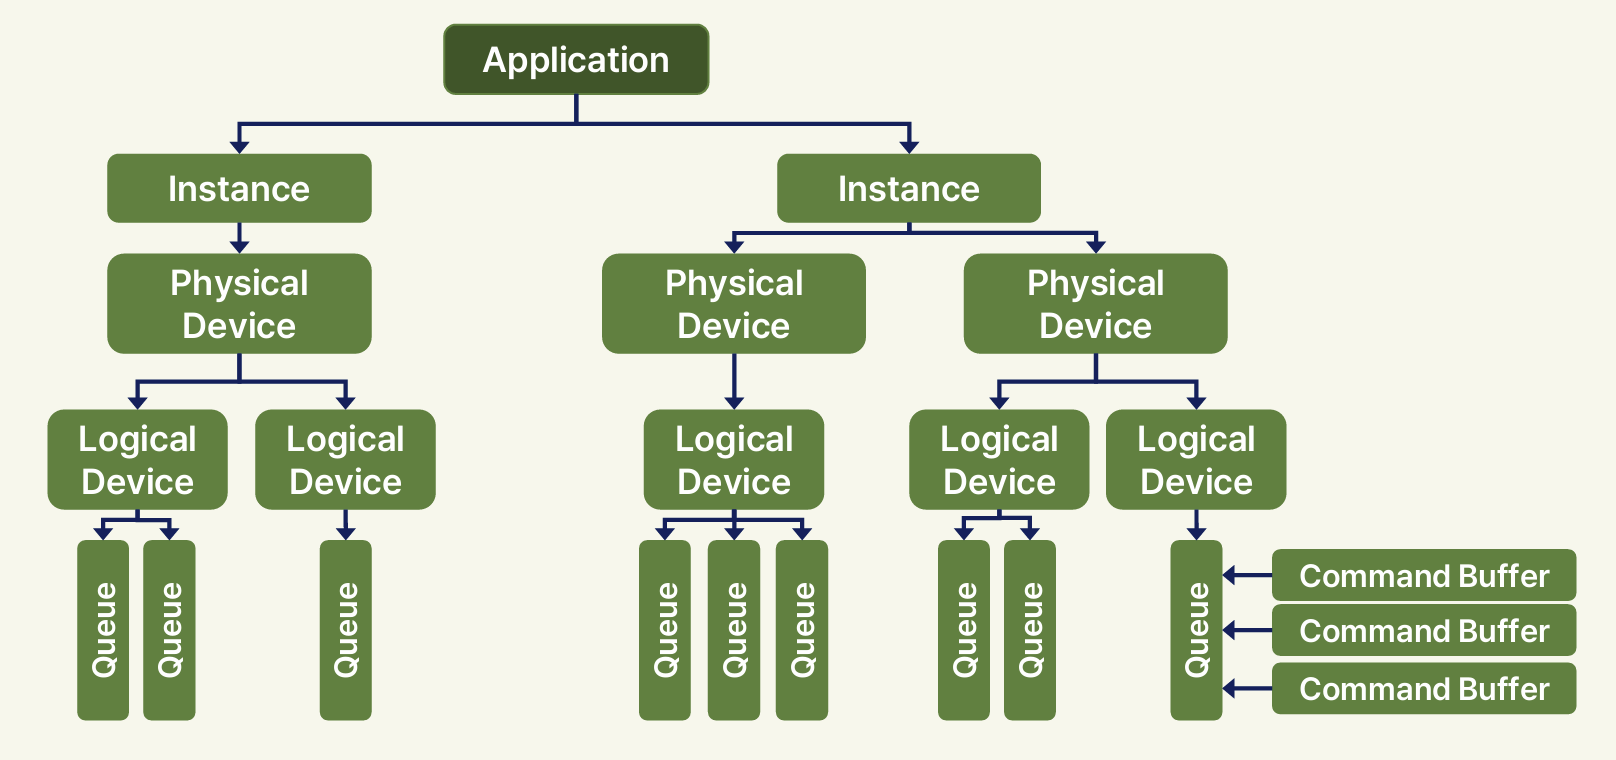 Application
Instance
Instance
Physical
Device
Physical
Device
Physical
Device
Logical
Device
Logical
Device
Logical
Device
Logical
Device
Logical
Device
Queue
Queue
Queue
Queue
Queue
Queue
Queue
Queue
Queue
Command Buffer
Command Buffer
Command Buffer